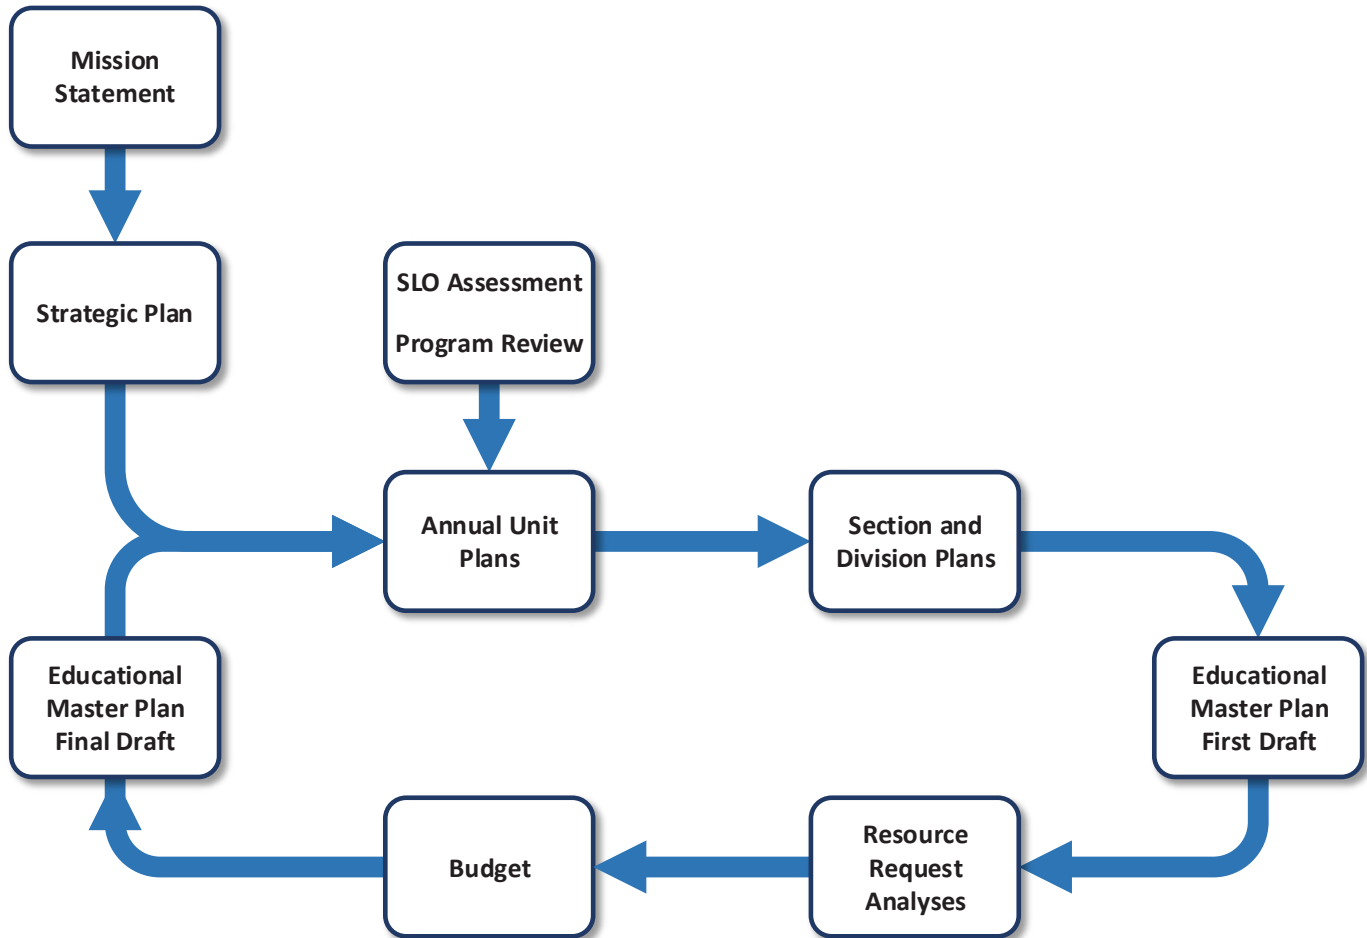 Mission
Statement
Strategic Plan
SLO Assessment
Program Review
Annual Unit
Plans
Section and
Division Plans
Educational
Master Plan
Final Draft
Educational
Master Plan
First Draft
Budget
Resource
Request
Analyses